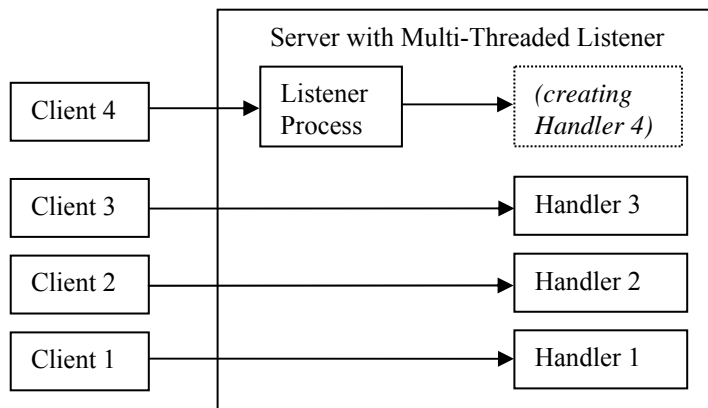 Server with Multi-Threaded Listener
Client 4
Listener
Process
(creating
Handler 4)
Client 3
Handler 3
Client 2
Handler 2
Client 1
Handler 1